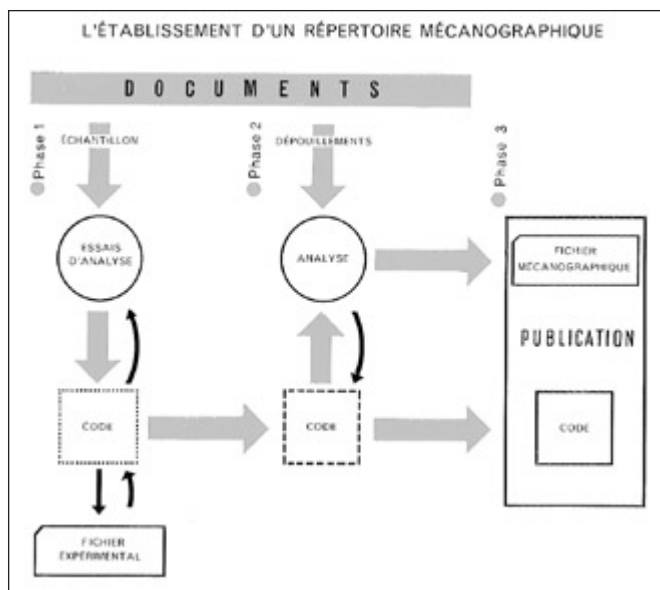 L'ÉTABLISSEMENT D'UN RÉPERTOIRE MÉCANOGRAPHIQUE
DOCUMENTS
Phase 1
ÉCHANTILLON
Phase 2
DÉPOUILLEMENTS
Phase 3
ESSAIS
D'ANALYSE
ANALYSE
FICHIER
MÉCANOGRAPHIQUE
PUBLICATION
CODE
CODE
CODE
FICHIER
EXPÉRIMENTAL